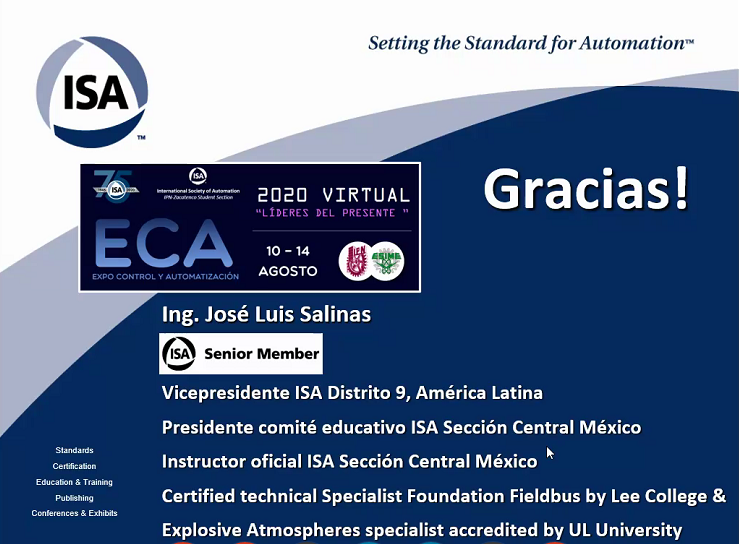 Setting the Standard for Automation™
ISA
TM
75
ISA
ISA
International Society of Automation
IPN-Zacatenco Student Section
2020 VIRTUAL
"LÍDERES DEL PRESENTE "
ECA
EXPO CONTROL Y AUTOMATIZACIÓN
10 - 14
AGOSTO
IPN
ESIME
Gracias!
Ing. José Luis Salinas
ISA Senior Member
Vicepresidente ISA Distrito 9, América Latina
Presidente comité educativo ISA Sección Central México
Instructor oficial ISA Sección Central México
Certified technical Specialist Foundation Fieldbus by Lee College &
Explosive Atmospheres specialist accredited by UL University
Standards
Certification
Education & Training
Publishing
Conferences & Exhibits